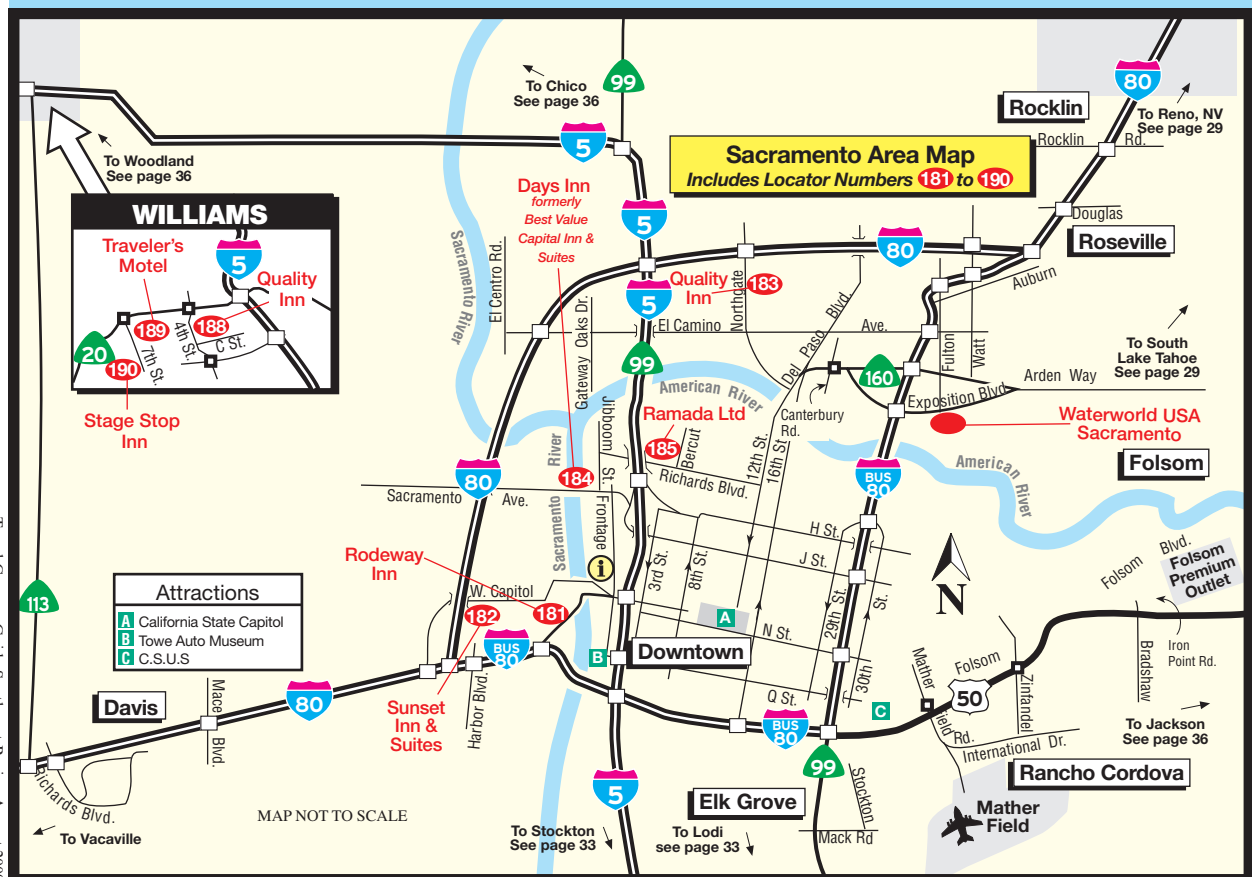 99
To Chico
See page 36
80
Rocklin
To Reno, NV
See page 29
Rocklin Rd.
5
Sacramento Area Map
Includes Locator Numbers 181 to 190
To Woodland
See page 36
WILLIAMS
Traveler's
Motel
5
Quality
Inn
189
188
4th St.
C St.
7th St.
20
190
Stage Stop
Inn
Days Inn
formerly
Best Value
Capital Inn &
Suites
Sacramento River
El Centro Rd.
5
80
Douglas
Roseville
Auburn
Quality
Inn
183
5
Northgate
Gateway Oaks Dr.
El Camino Ave.
Del Paso Blvd.
Fulton
Watt
To South
Lake Tahoe
See page 29
99
American River
160
Arden Way
Exposition Blvd.
Canterbury
Rd.
Jibboom St.
Ramada Ltd
185
Bercut
Richards Blvd.
12th St.
16th St
Waterworld USA
Sacramento
Folsom
80
Sacramento River
184
Sacramento Ave.
BUS
80
American River
Frontage
H St.
J St.
3rd St.
8th St.
29th St.
30th St.
N
Folsom Blvd.
Folsom
Premium
Outlet
Rodeway
Inn
i
W. Capitol
182
181
A
N St.
113
Attractions
A California State Capitol
B Towe Auto Museum
C C.S.U.S
BUS
80
B
Downtown
Iron
Point Rd.
Bradshaw
Folsom
Zinfandel
50
Mather Field Rd.
Davis
Mace Blvd.
80
Harbor Blvd.
Sunset
Inn &
Suites
Q St.
BUS
80
C
To Jackson
See page 36
International Dr.
Rancho Cordova
99
Stockton
5
Elk Grove
Mather
Field
Richards Blvd.
To Vacaville
MAP NOT TO SCALE
To Stockton
See page 33
To Lodi
see page 33
Mack Rd